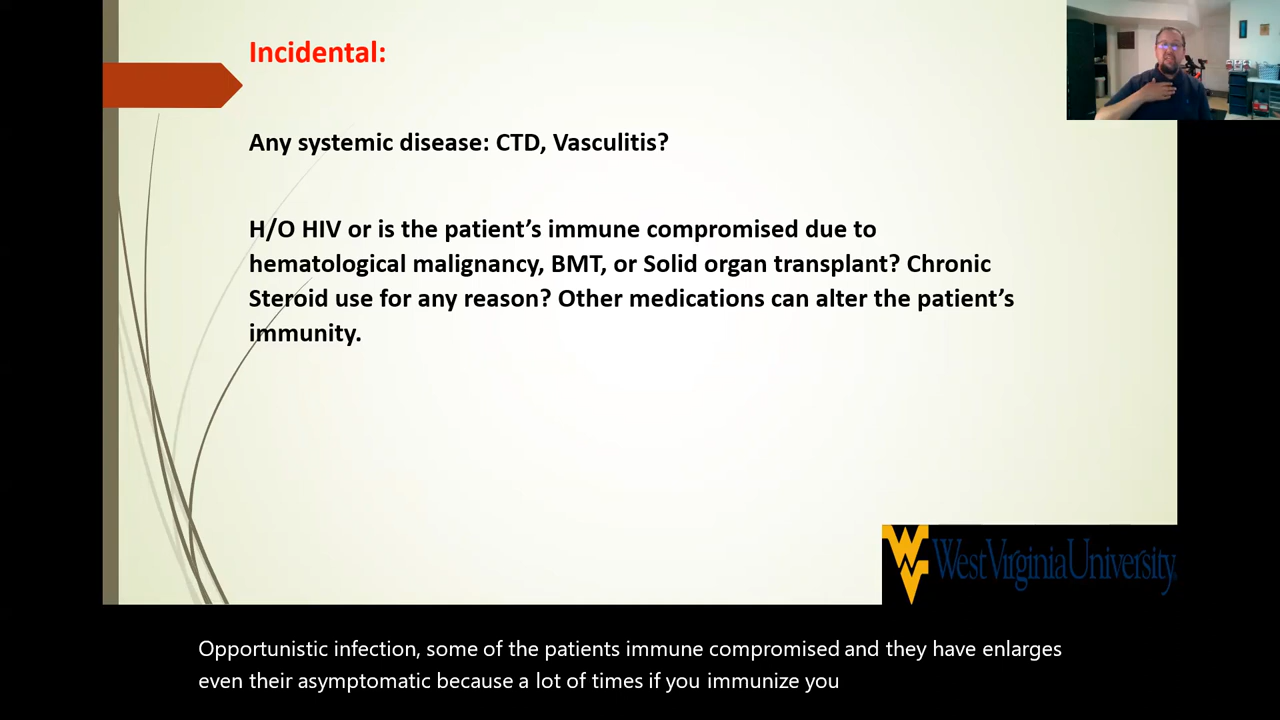 Incidental:
Any systemic disease: CTD, Vasculitis?
H/O HIV or is the patient's immune compromised due to
hematological malignancy, BMT, or Solid organ transplant? Chronic
Steroid use for any reason? Other medications can alter the patient's
immunity.
WV WestVirginiaUniversity
Opportunistic infection, some of the patients immune compromised and they have enlarges
even their asymptomatic because a lot of times if you immunize you